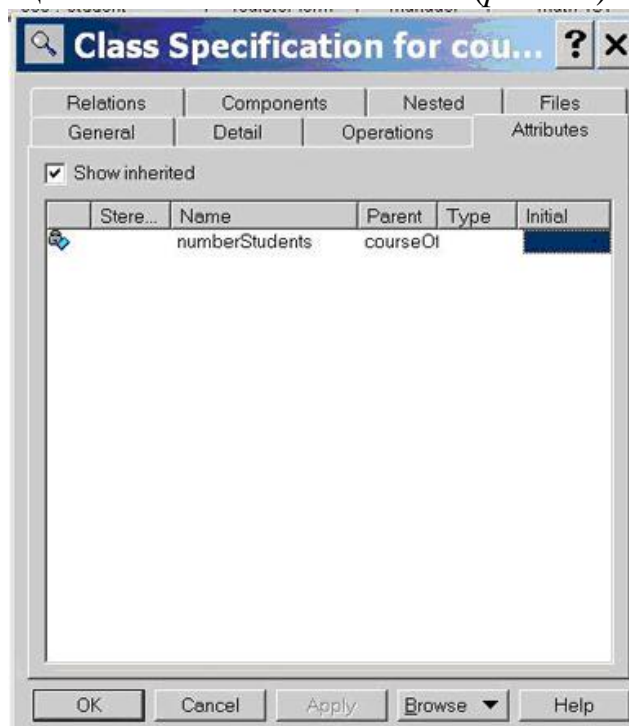 Class Specification for cou...
Relations Components Nested Files
General Detail Operations Attributes
Show inherited
Stere... Name Parent Type Initial
numberStudents courseOf
OK Cancel Apply Browse Help